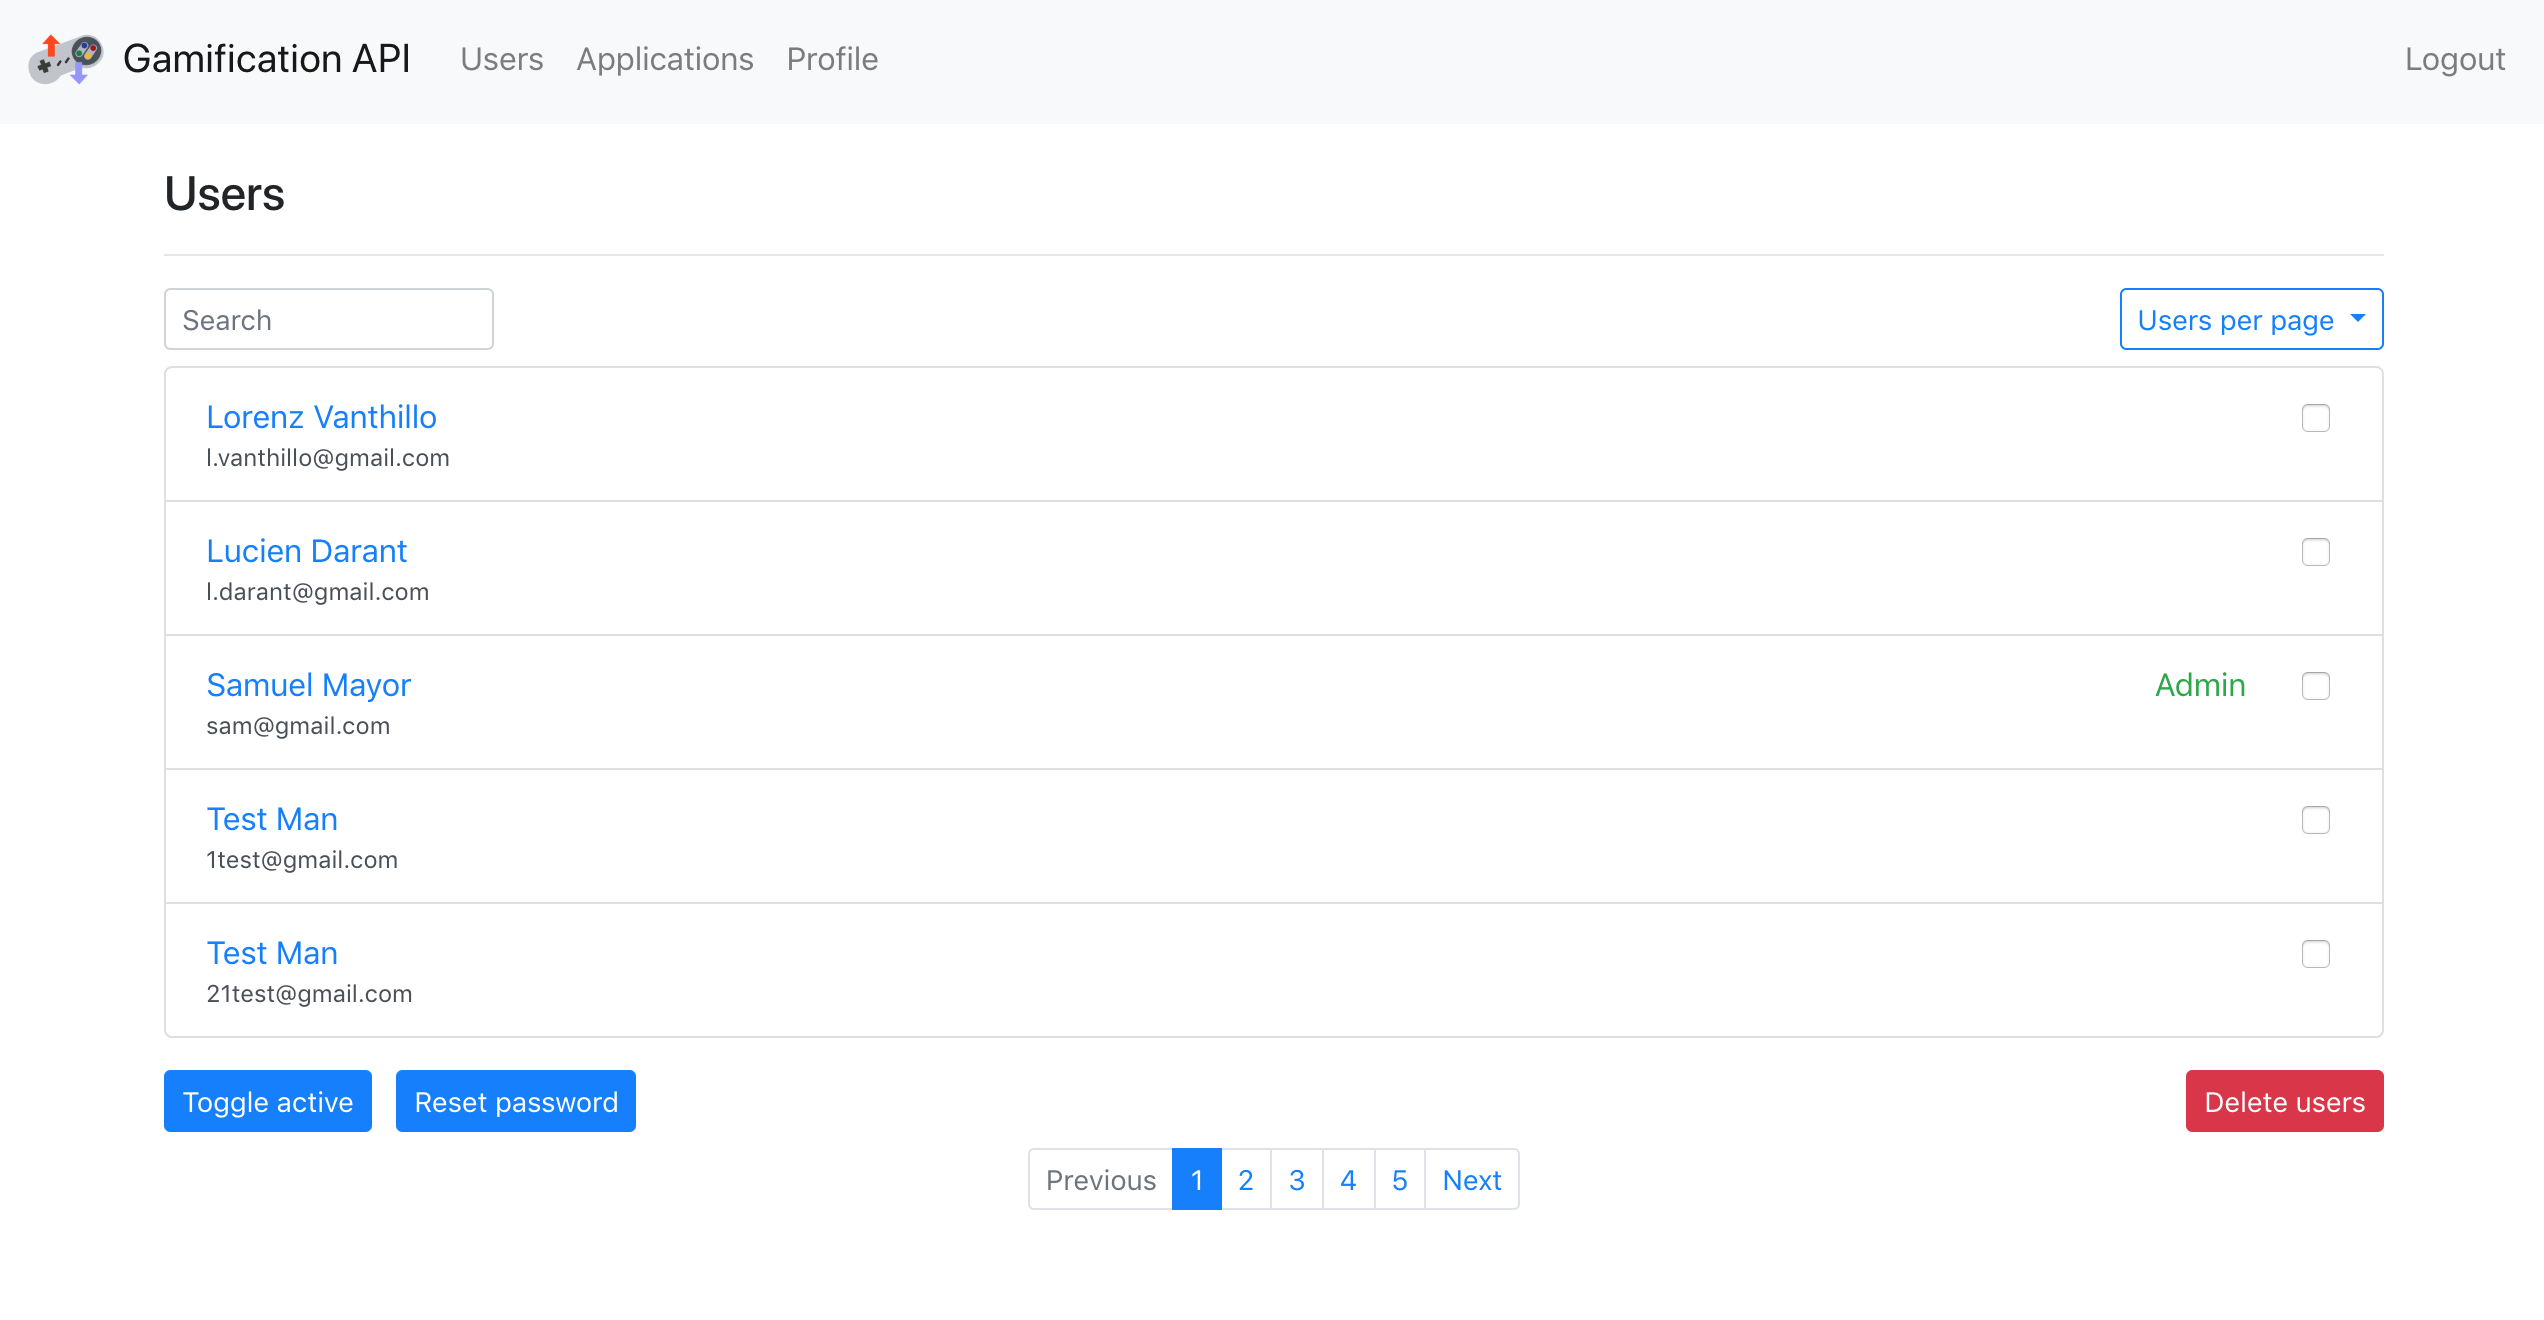 Gamification API Users Applications Profile Logout
Users
Search Users per page
Lorenz Vanthillo
l.vanthillo@gmail.com
Lucien Darant
l.darant@gmail.com
Samuel Mayor Admin
sam@gmail.com
Test Man
1test@gmail.com
Test Man
21test@gmail.com
Toggle active Reset password Delete users
Previous 1 2 3 4 5 Next